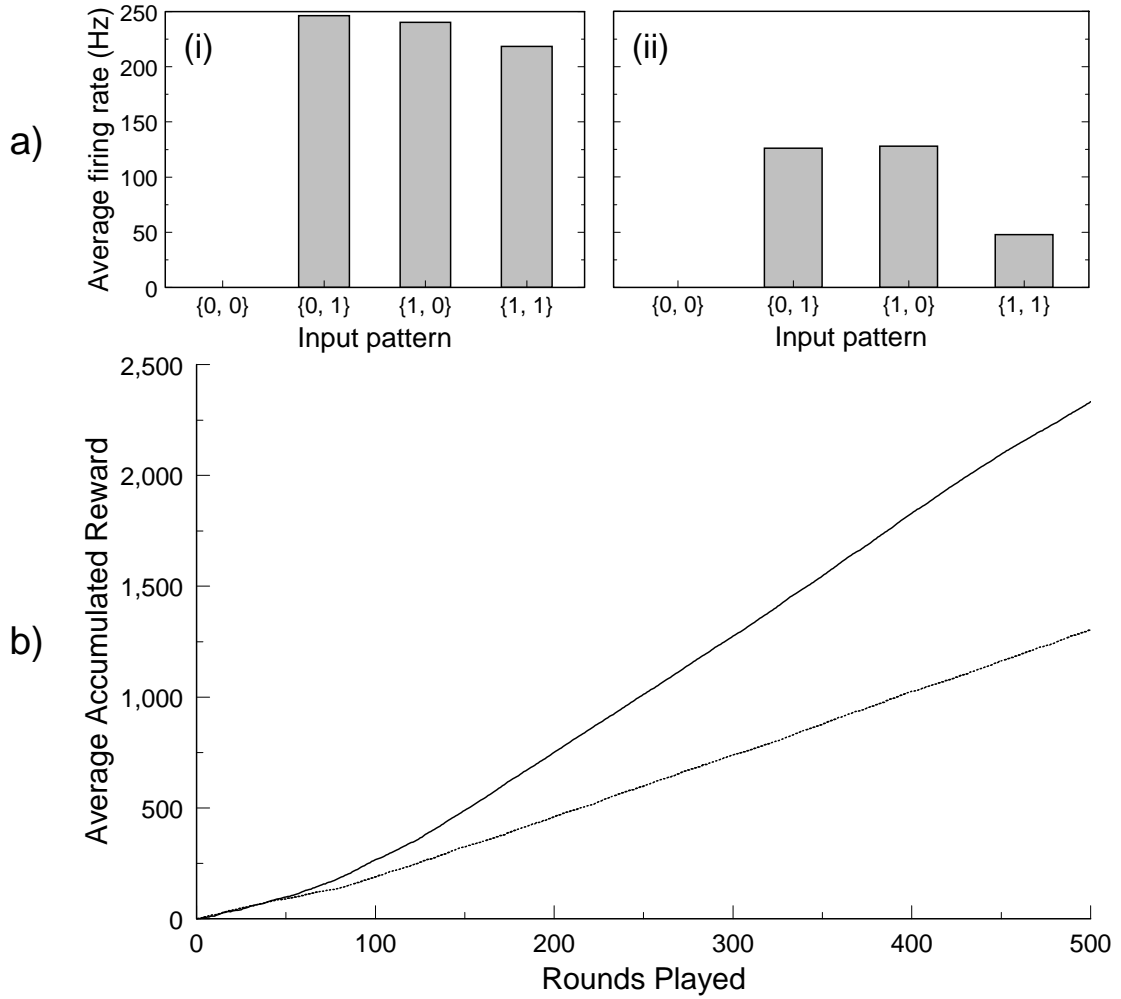 a)
(i)
Average firing rate (Hz)
250
200
150
100
50
0
{0, 0} {0, 1} {1, 0} {1, 1}
Input pattern
(ii)
{0, 0} {0, 1} {1, 0} {1, 1}
Input pattern
b)
Average Accumulated Reward
2,500
2,000
1,500
1,000
500
0
0 100 200 300 400 500
Rounds Played